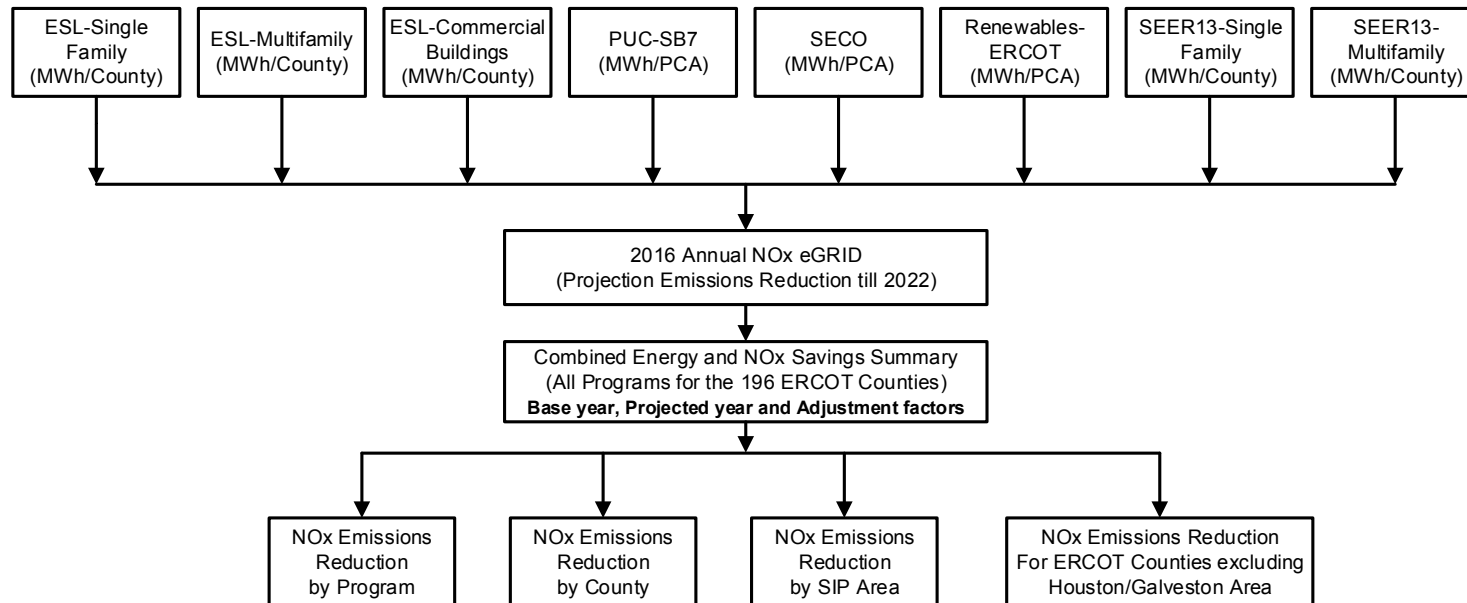 ESL-Single
Family
(MWh/County)
ESL-Multifamily
(MWh/County)
ESL-Commercial
Buildings
(MWh/County)
PUC-SB7
(MWh/PCA)
SECO
(MWh/PCA)
Renewables-
ERCOT
(MWh/PCA)
SEER13-Single
Family
(MWh/County)
SEER13-
Multifamily
(MWh/County)
2016 Annual NOx eGRID
(Projection Emissions Reduction till 2022)
Combined Energy and NOx Savings Summary
(All Programs for the 196 ERCOT Counties)
Base year, Projected year and Adjustment factors
NOx Emissions
Reduction
by Program
NOx Emissions
Reduction
by County
NOx Emissions
Reduction
by SIP Area
NOx Emissions Reduction
For ERCOT Counties excluding
Houston/Galveston Area